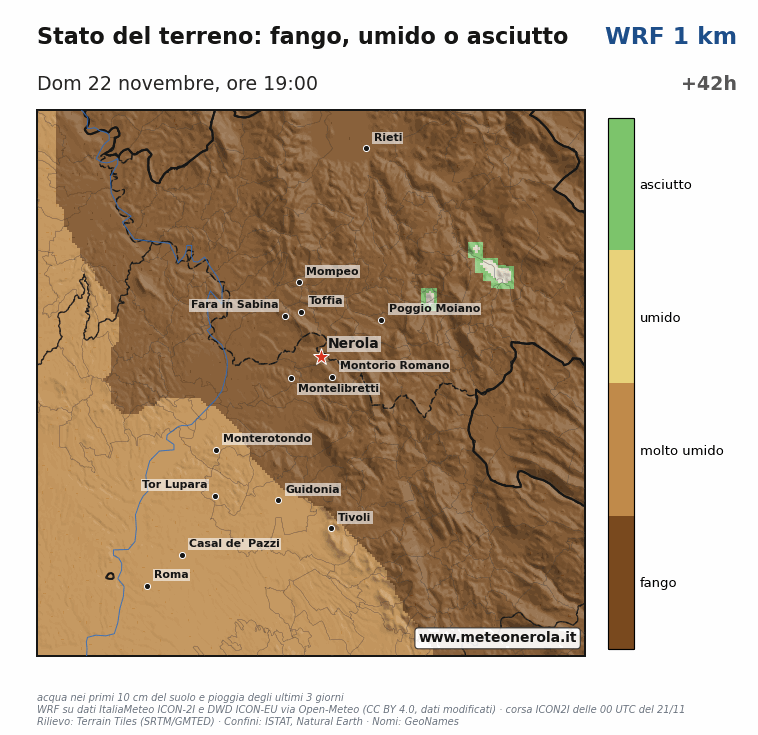 Stato del terreno: fango, umido o asciutto
WRF 1 km
Dom 22 novembre, ore 19:00
+42h
Rieti
asciutto
Mompeo
Fara in Sabina
Toffia
Poggio Moiano
umido
Nerola
Montorio Romano
Montelibretti
Monterotondo
molto umido
Tor Lupara
Guidonia
Tivoli
Casal de' Pazzi
Roma
fango
www.meteonerola.it
acqua nei primi 10 cm del suolo e pioggia degli ultimi 3 giorni
WRF su dati ItaliaMeteo ICON-2I e DWD ICON-EU via Open-Meteo (CC BY 4.0, dati modificati) · corsa ICON2I delle 00 UTC del 21/11
Rilievo: Terrain Tiles (SRTM/GMTED) · Confini: ISTAT, Natural Earth · Nomi: GeoNames